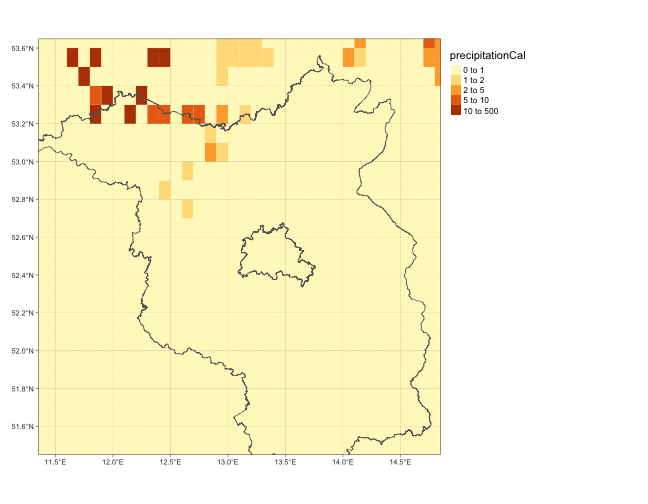 precipitationCal
0 to 1
1 to 2
2 to 5
5 to 10
10 to 500
53.6°N
53.4°N
53.2°N
53.0°N
52.8°N
52.6°N
52.4°N
52.2°N
52.0°N
51.8°N
51.6°N
11.5°E 12.0°E 12.5°E 13.0°E 13.5°E 14.0°E 14.5°E